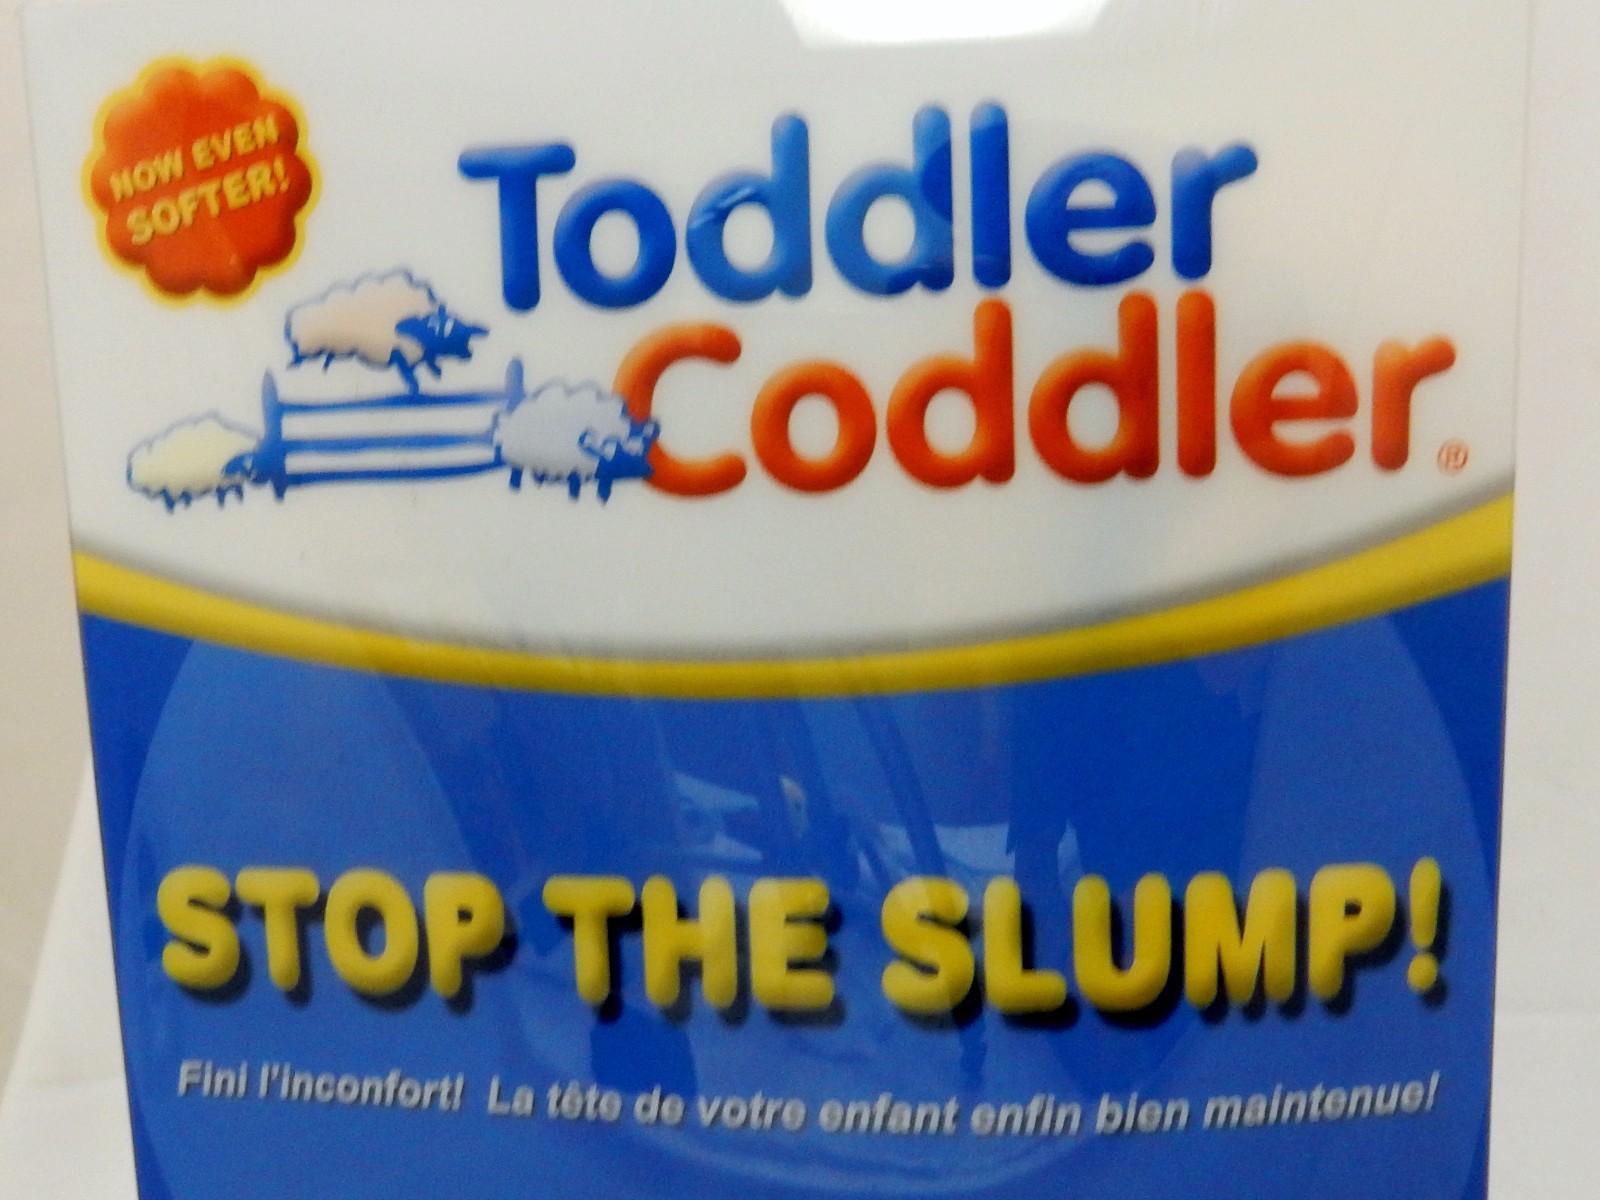 NOW EVEN
SOFTER!
Toddler
Coddler®
STOP THE SLUMP!
Fini l'inconfort! La tête de votre enfant enfin bien maintenue!